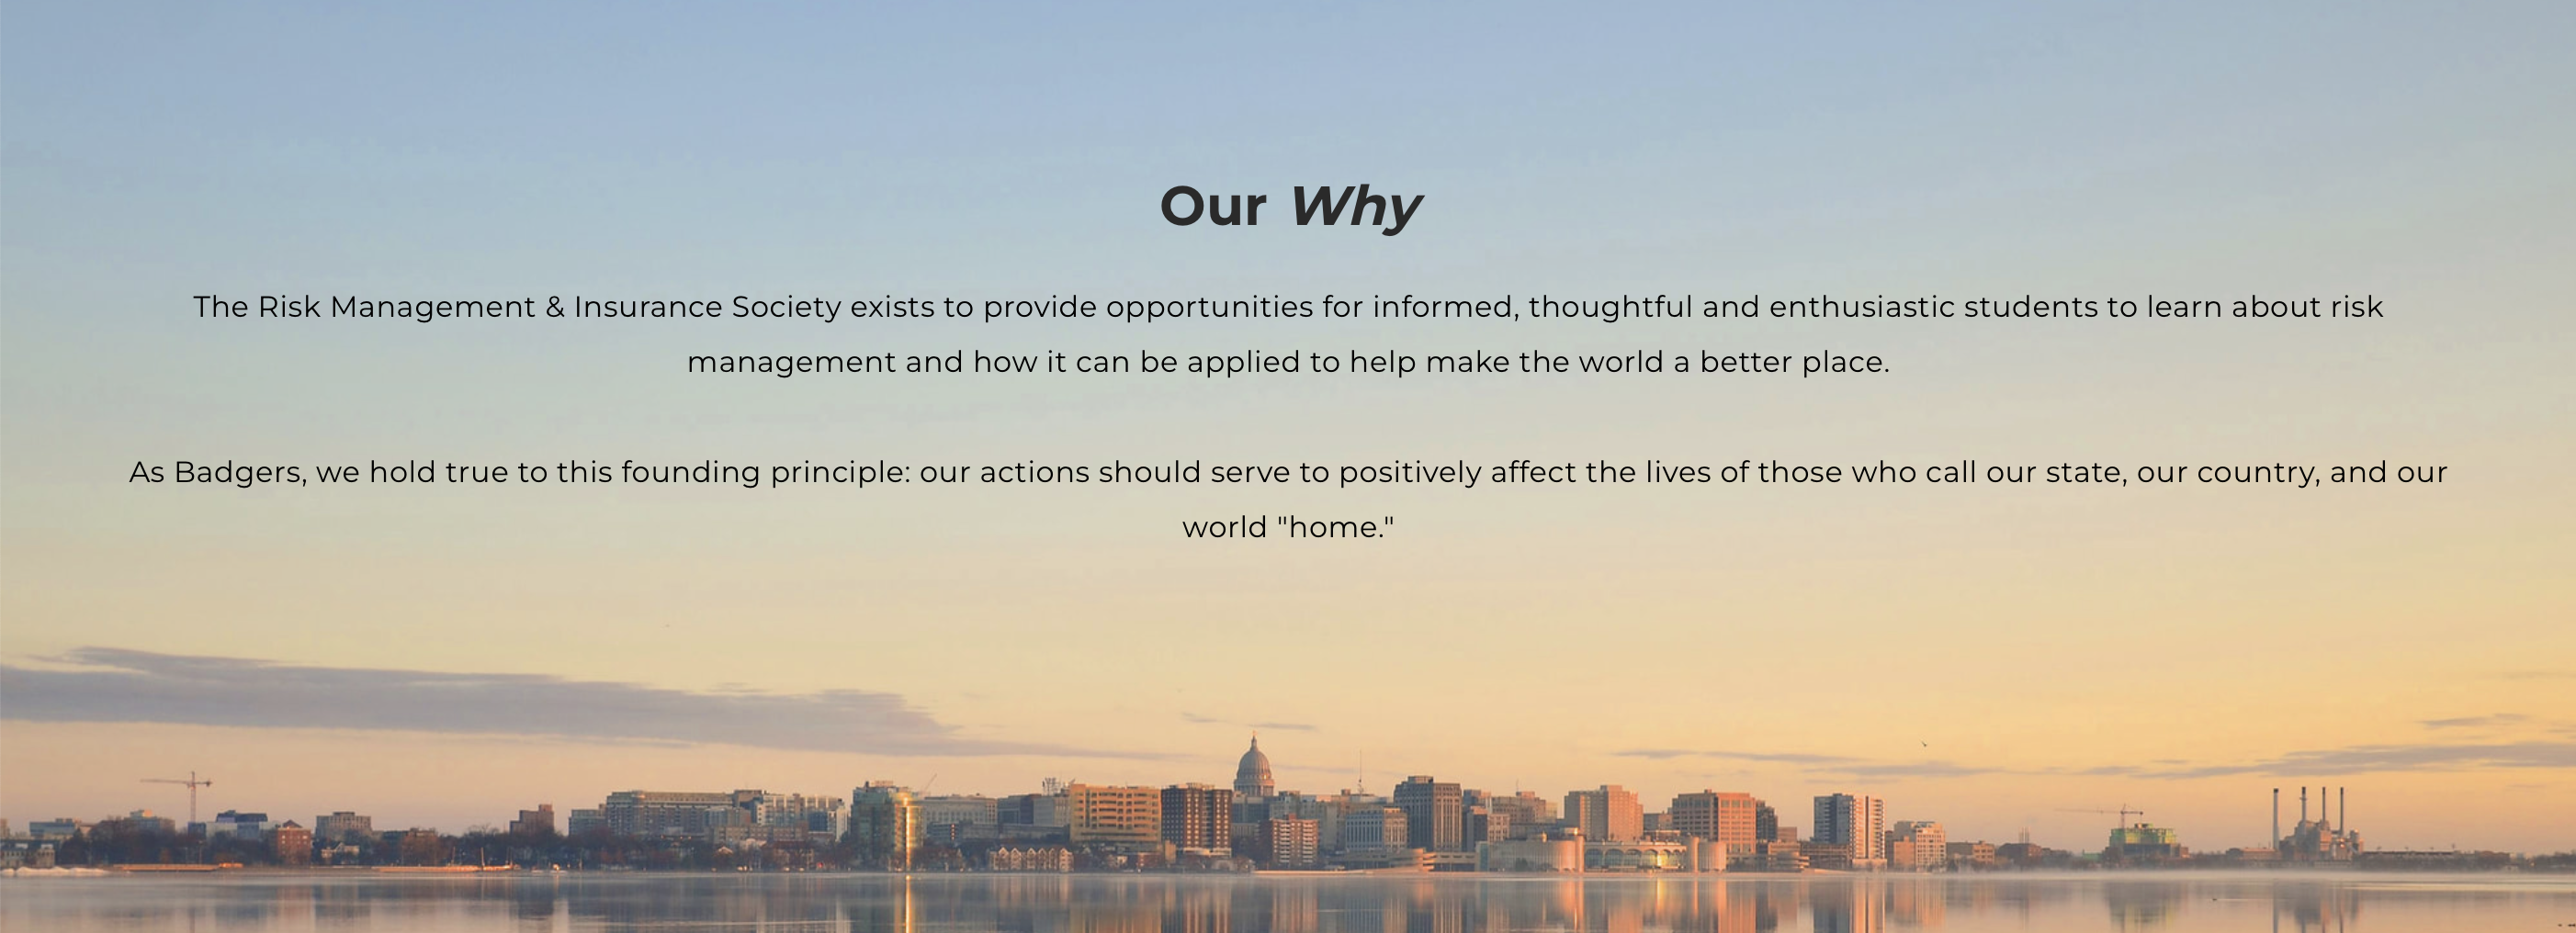 Our Why
The Risk Management & Insurance Society exists to provide opportunities for informed, thoughtful and enthusiastic students to learn about risk
management and how it can be applied to help make the world a better place.
As Badgers, we hold true to this founding principle: our actions should serve to positively affect the lives of those who call our state, our country, and our
world "home."